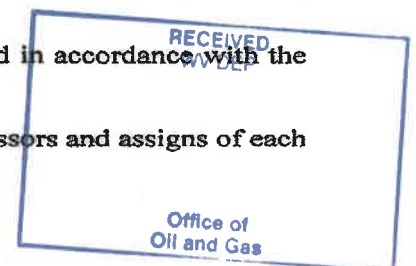 RECEIVED
d in accordance with the
WV DEP
ssors and assigns of each
Office of
Oil and Gas